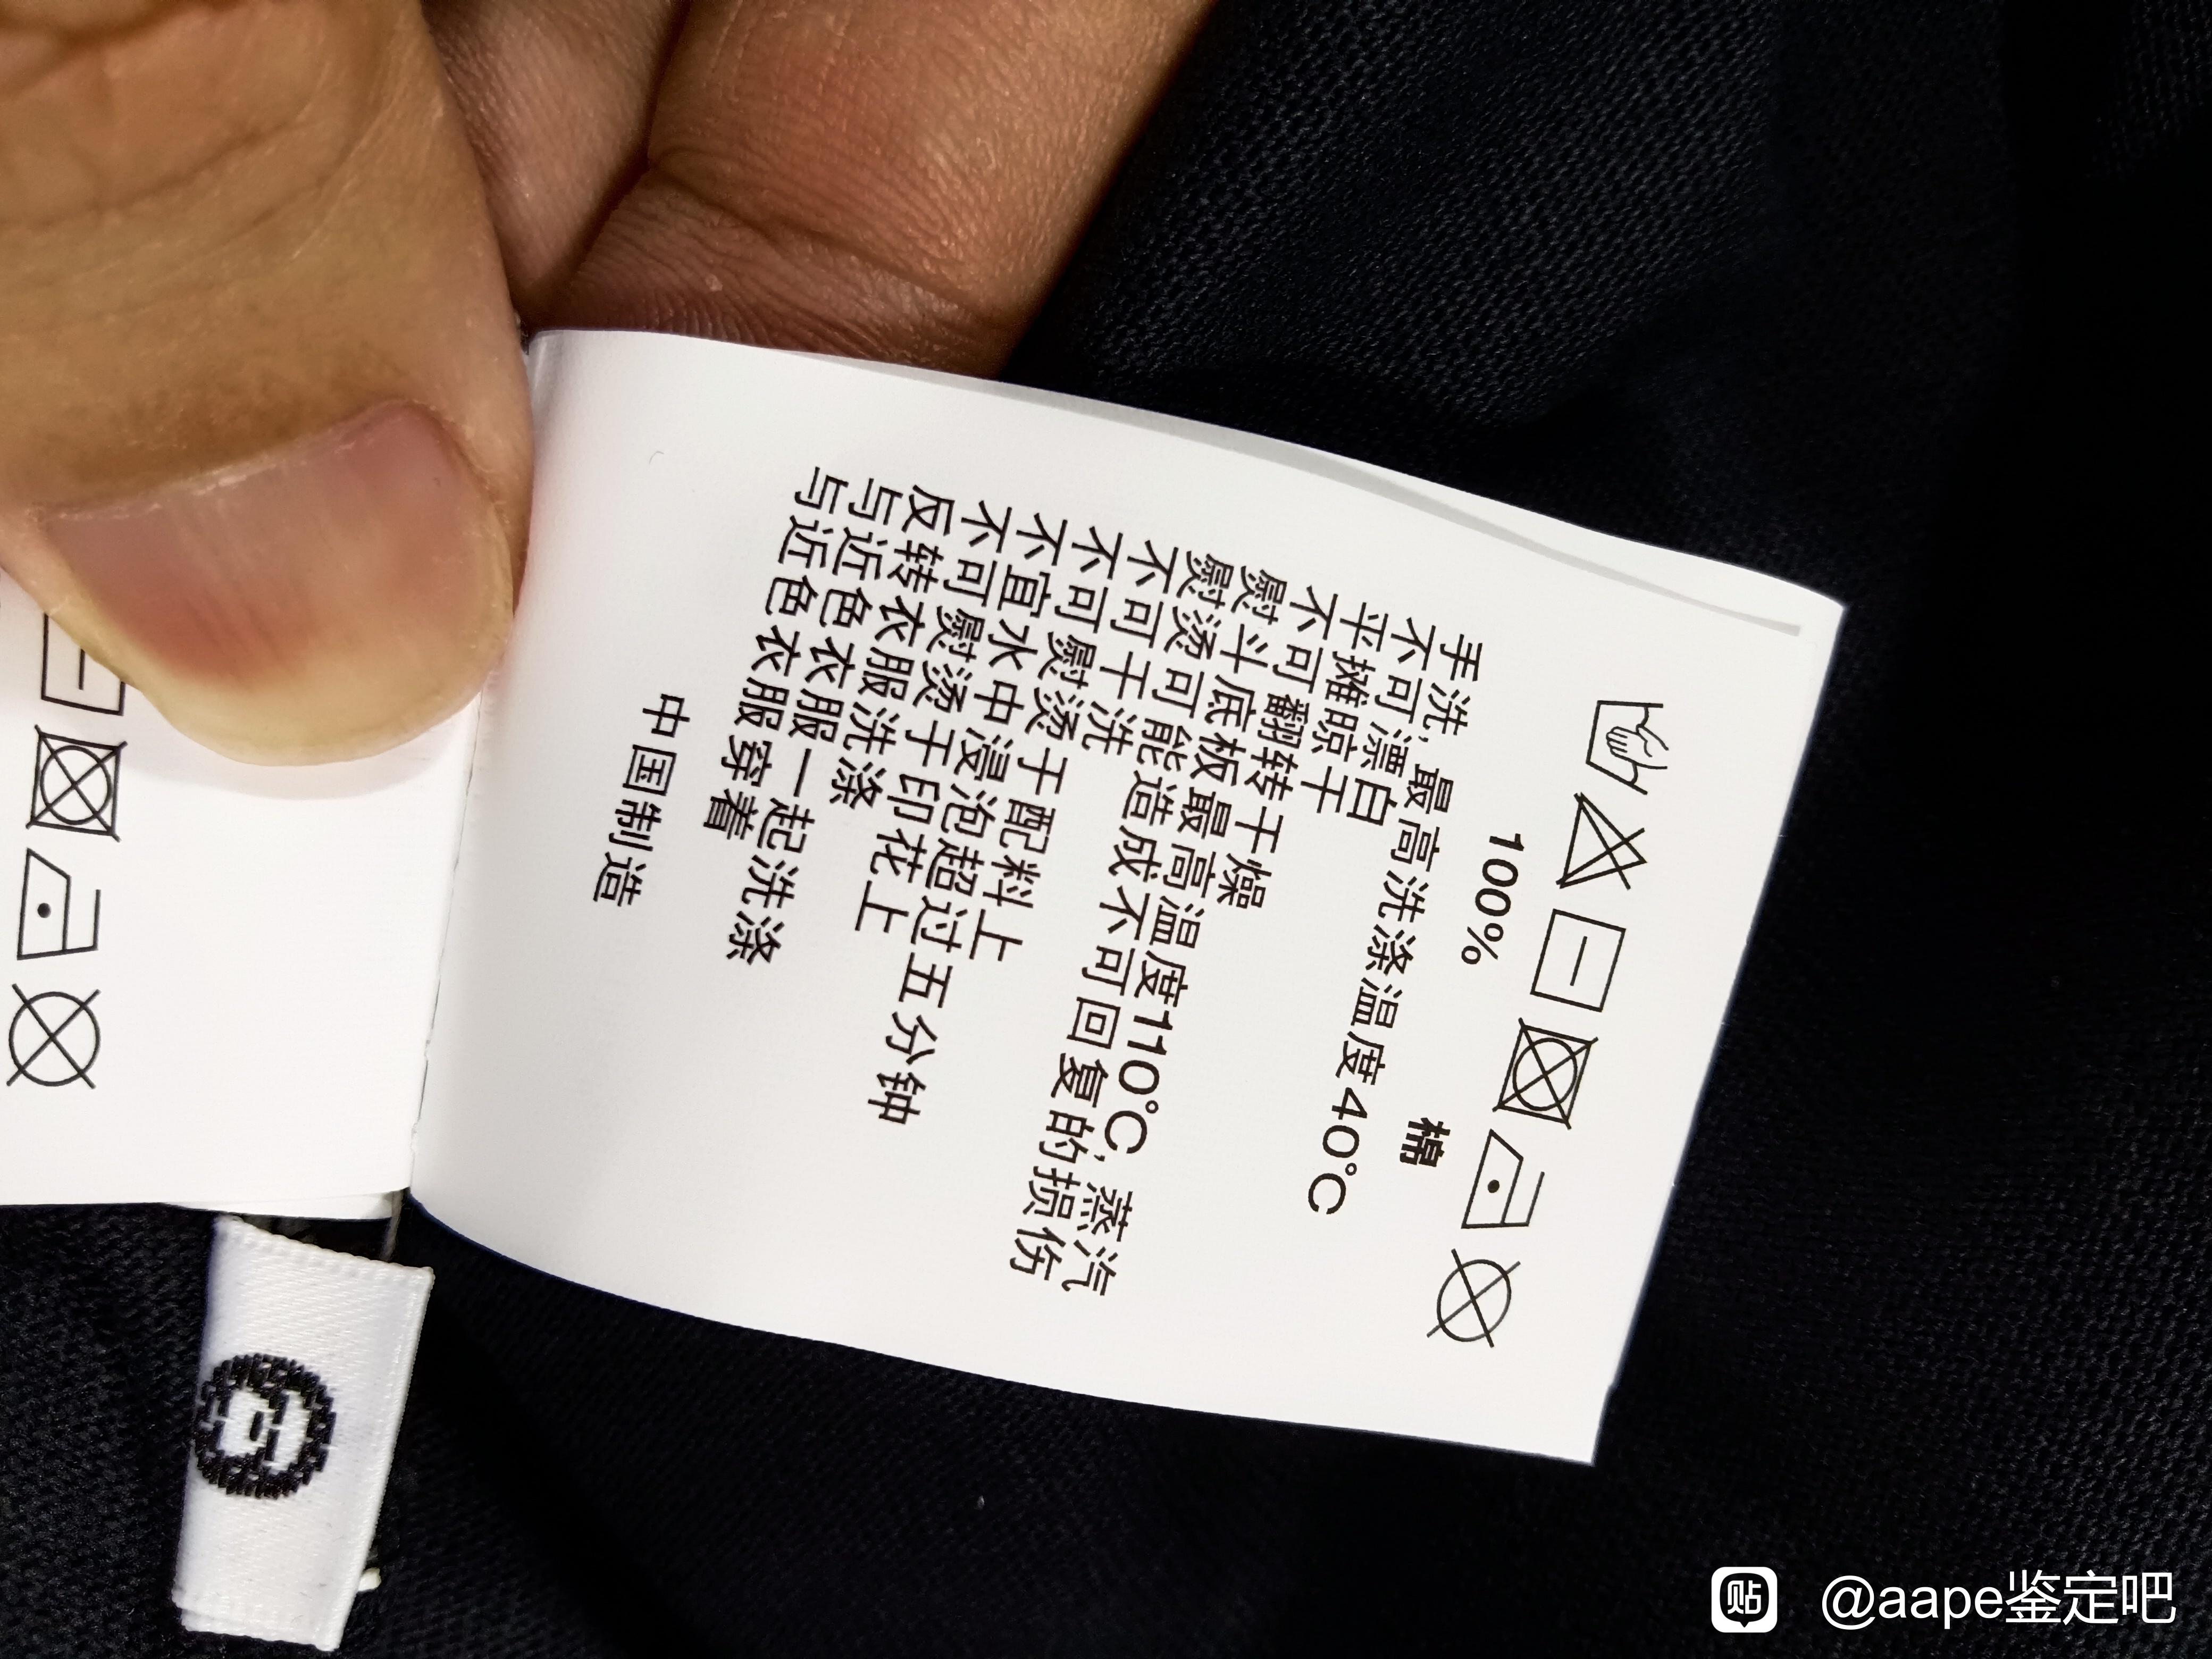 100% 棉
手洗, 最高洗涤温度40°C
不可漂白
平摊晾干
不可翻转干燥
熨斗底板最高温度110°C, 蒸汽
熨烫可能造成不可回复的损伤
不可干洗
不可熨烫于配料上
不宜水中浸泡超过五分钟
不可熨烫于印花上
反转衣服洗涤
与近色衣服一起洗涤
与近色衣服穿着
中国制造
贴 @aape鉴定吧